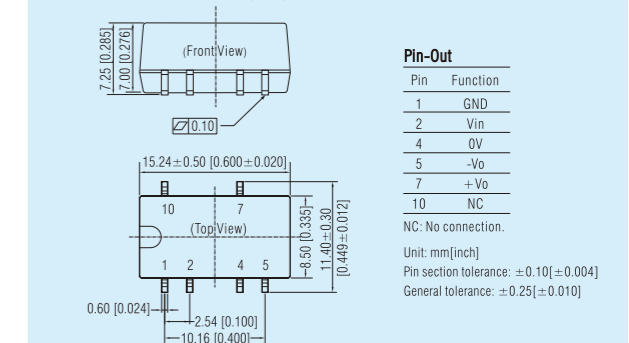 7.25 [0.285]
7.00 [0.276]
(Front View)
0.10
15.24±0.50 [0.600±0.020]
10 7
(Top View)
1 2 4 5
8.50 [0.335]
11.40±0.30
[0.449±0.012]
0.60 [0.024]
2.54 [0.100]
10.16 [0.400]
Pin-Out
Pin Function
1 GND
2 Vin
4 0V
5 -Vo
7 +Vo
10 NC
NC: No connection.
Unit: mm[inch]
Pin section tolerance: ±0.10[±0.004]
General tolerance: ±0.25[±0.010]